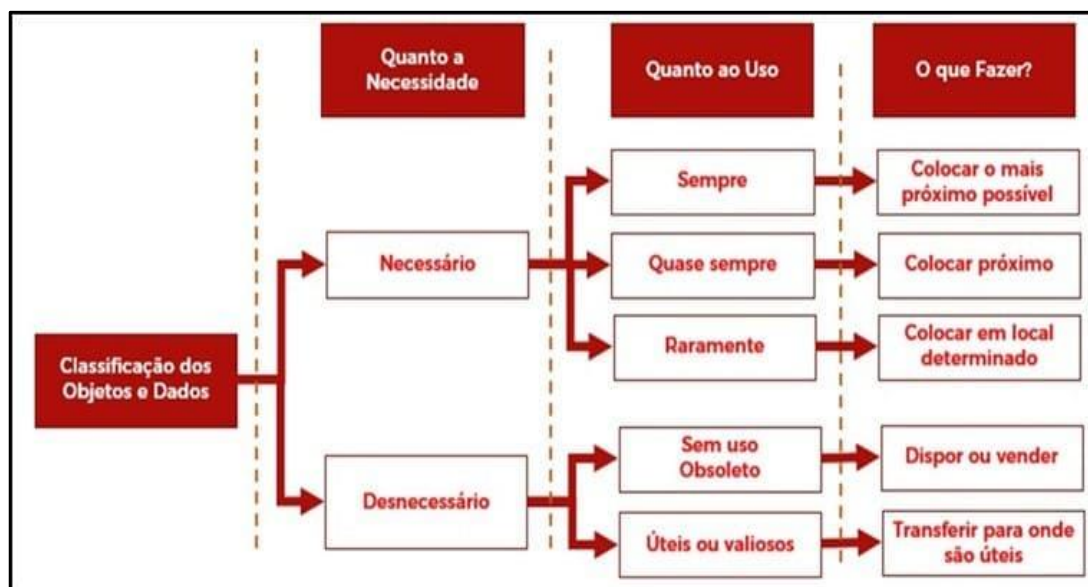 Quanto a
Necessidade
Quanto ao Uso
O que Fazer?
Sempre
Colocar o mais
próximo possível
Necessário
Quase sempre
Colocar próximo
Raramente
Colocar em local
determinado
Classificação dos
Objetos e Dados
Sem uso
Obsoleto
Dispor ou vender
Desnecessário
Úteis ou valiosos
Transferir para onde
são úteis